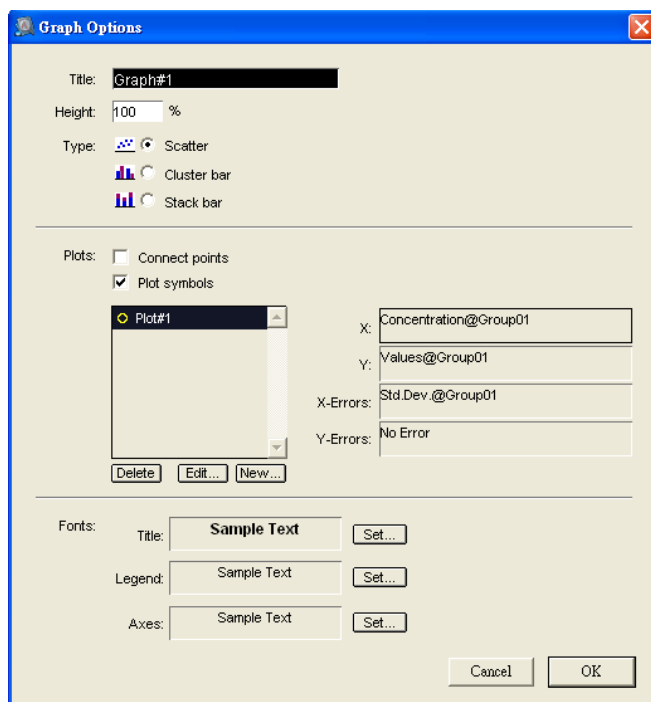 Graph Options
Title: Graph#1
Height: 100 %
Type: Scatter
Cluster bar
Stack bar
Plots: Connect points
Plot symbols
Plot#1
X: Concentration@Group01
Y: Values@Group01
X-Errors: Std.Dev.@Group01
Y-Errors: No Error
Delete Edit... New...
Fonts:
Title: Sample Text Set...
Legend: Sample Text Set...
Axes: Sample Text Set...
Cancel OK